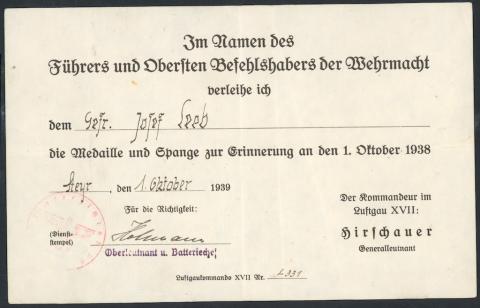 Im Namen des
Führers und Obersten Befehlshabers der Wehrmacht
verleihe ich
dem Gefr. Josef Leeb
die Medaille und Spange zur Erinnerung an den 1. Oktober 1938
Steyr, den 1. Oktober 1939
Für die Richtigkeit:
(Dienst-
stempel)
Oberleutnant u. Batteriechef
Der Kommandeur im
Luftgau XVII:
Hirschauer
Generalleutnant
Luftgaukommando XVII Nr.